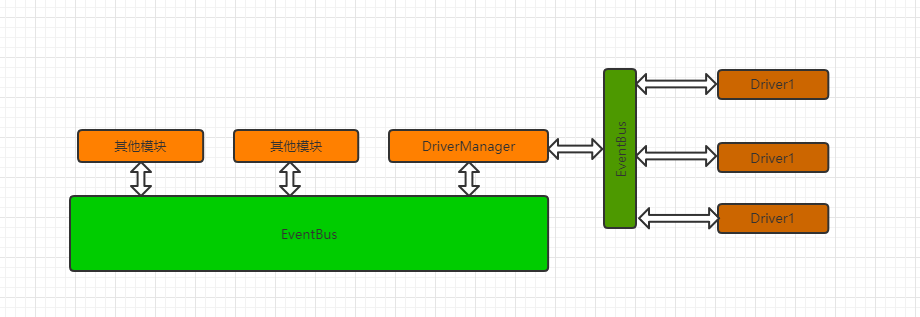 Driver1
其他模块
其他模块
DriverManager
EventBus
Driver1
Driver1
EventBus